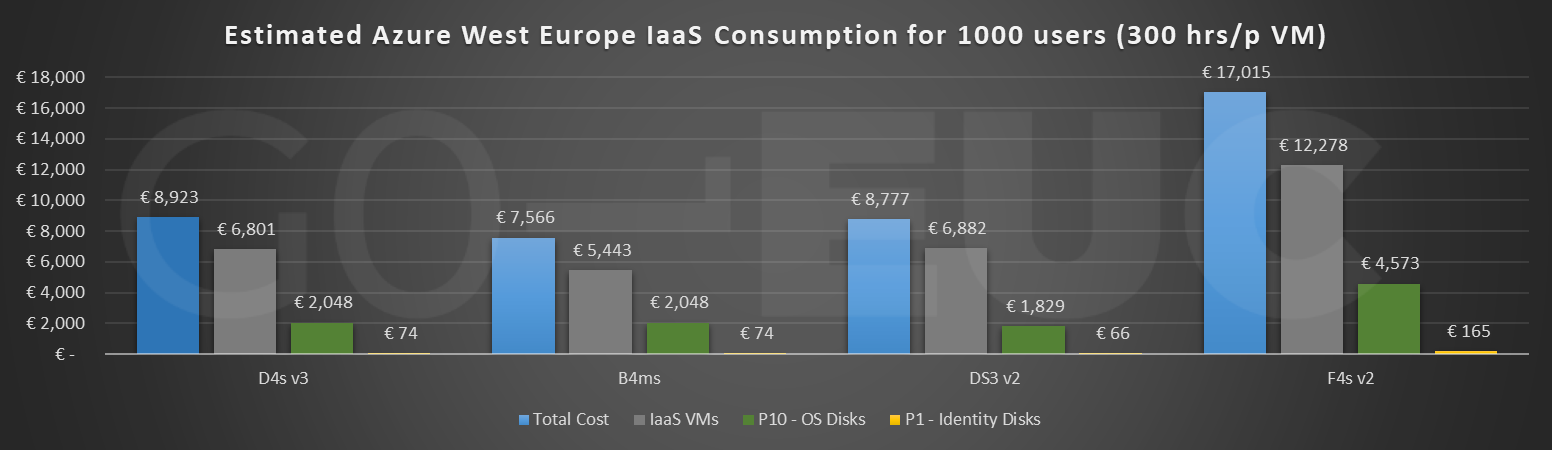 Estimated Azure West Europe IaaS Consumption for 1000 users (300 hrs/p VM)
€ 18,000
€ 16,000
€ 14,000
€ 12,000
€ 10,000
€ 8,000
€ 6,000
€ 4,000
€ 2,000
€ -
€ 8,923
€ 6,801
€ 2,048
€ 74
€ 7,566
€ 5,443
€ 2,048
€ 74
€ 8,777
€ 6,882
€ 1,829
€ 66
€ 17,015
€ 12,278
€ 4,573
€ 165
D4s v3
B4ms
DS3 v2
F4s v2
Total Cost
IaaS VMs
P10 - OS Disks
P1 - Identity Disks
GO-EUC